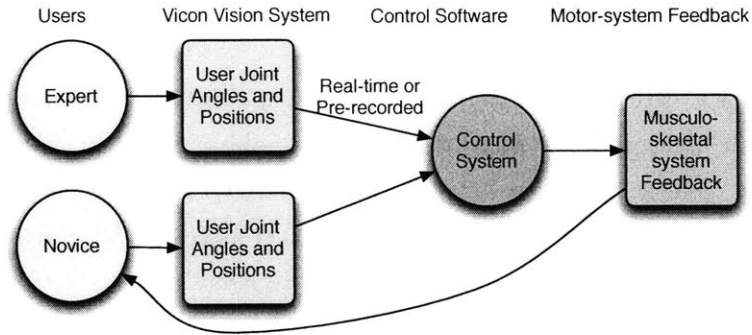 Users
Vicon Vision System
Control Software
Motor-system Feedback
Expert
User Joint
Angles and
Positions
Real-time or
Pre-recorded
Control
System
Musculo-
skeletal
system
Feedback
Novice
User Joint
Angles and
Positions